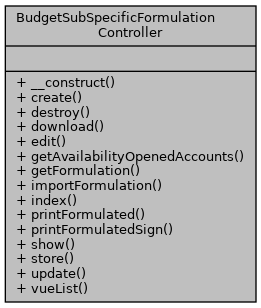 BudgetSubSpecificFormulation
Controller
+ __construct()
+ create()
+ destroy()
+ download()
+ edit()
+ getAvailabilityOpenedAccounts()
+ getFormulation()
+ importFormulation()
+ index()
+ printFormulated()
+ printFormulatedSign()
+ show()
+ store()
+ update()
+ vueList()